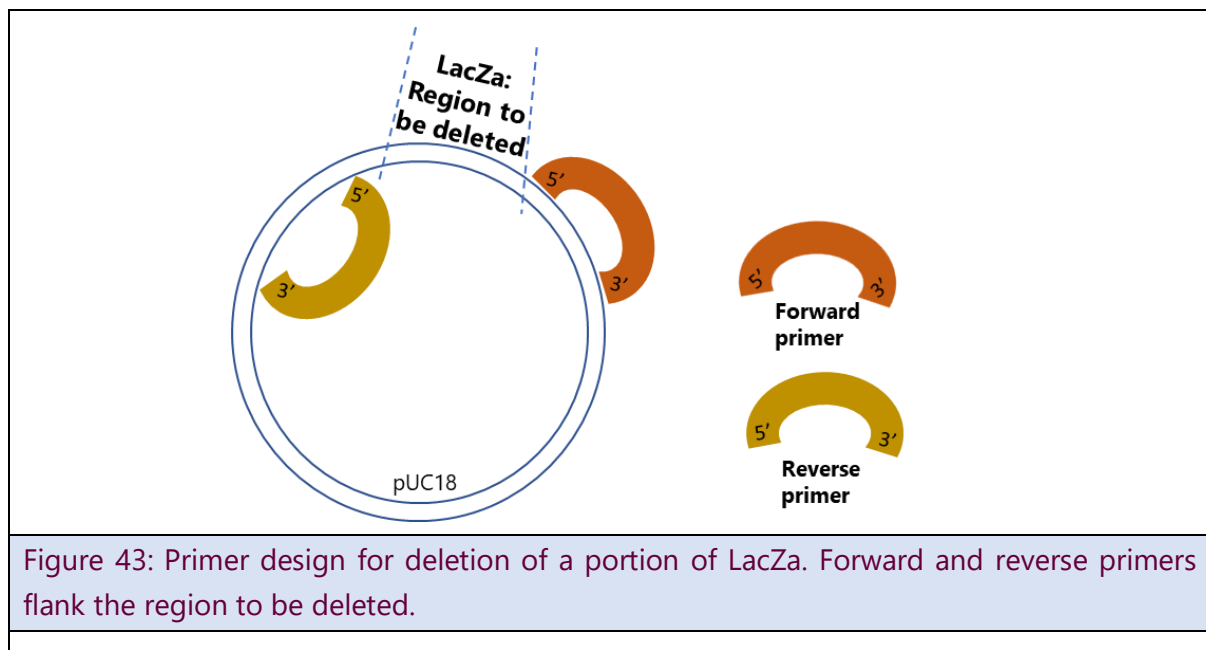 LacZa:
Region to
be deleted
5’
5’
3’
3’
5’
3’
Forward
primer
5’
3’
Reverse
primer
pUC18
Figure 43: Primer design for deletion of a portion of LacZa. Forward and reverse primers
flank the region to be deleted.